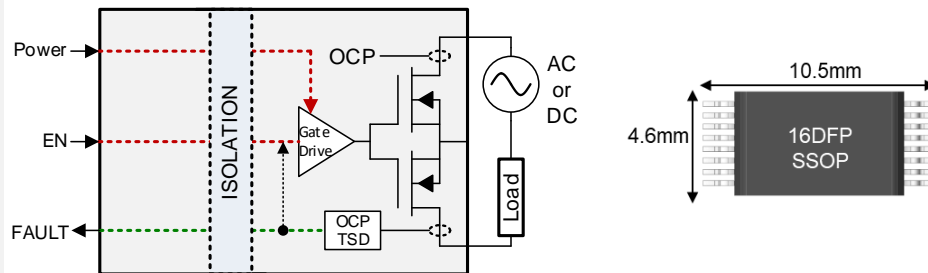 Power
EN
FAULT
ISOLATION
Gate
Drive
OCP
OCP
TSD
AC
or
DC
Load
10.5mm
4.6mm
16DFP
SSOP